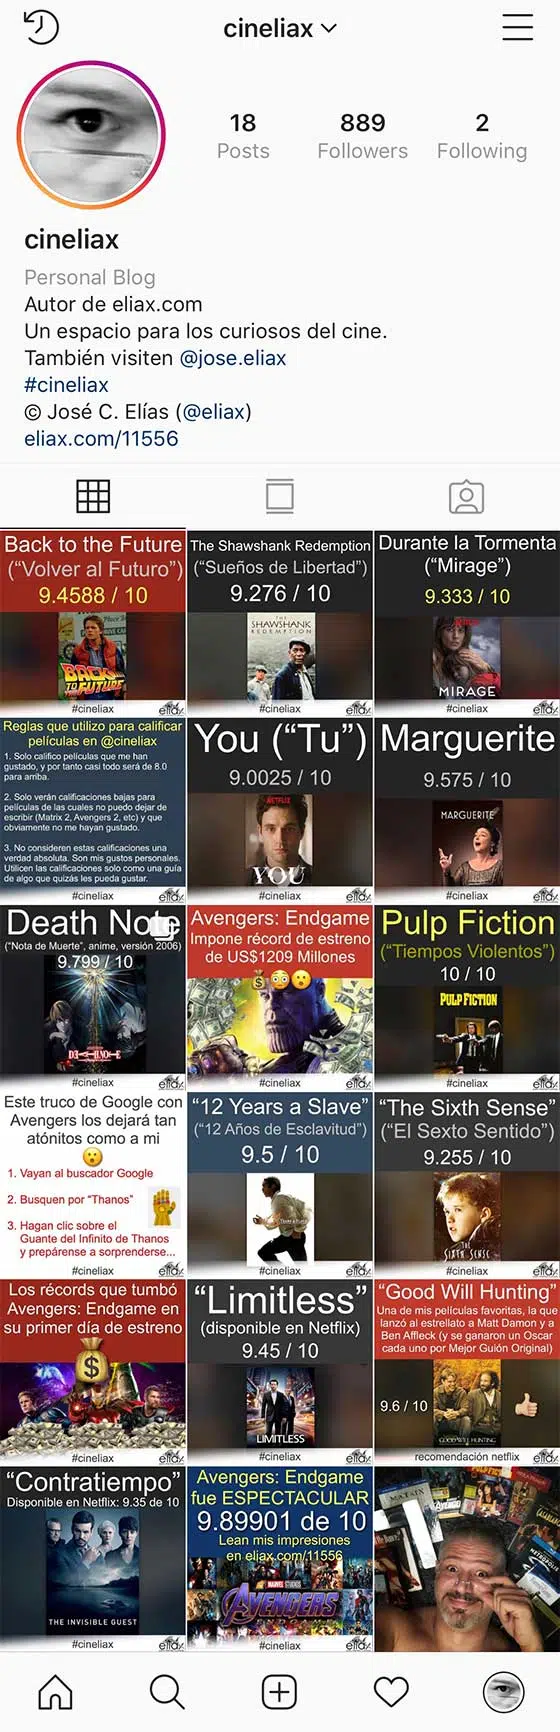 cineliax
18
889
2
Posts
Followers
Following
cineliax
Personal Blog
Autor de eliax.com
Un espacio para los curiosos del cine.
También visiten @jose.eliax
#cineliax
© José C. Elías (@eliax)
eliax.com/11556
Back to the Future
("Volver al Futuro")
9.4588 / 10
BACK
TO THE
FUTURE
#cineliax
eliax
The Shawshank Redemption
("Sueños de Libertad")
9.276 / 10
THE
SHAWSHANK
REDEMPTION
#cineliax
eliax
Durante la Tormenta
("Mirage")
9.333 / 10
MIRAGE
#cineliax
eliax
Reglas que utilizo para calificar
películas en @cineliax
1. Solo califico películas que me han
gustado, y por tanto casi todo será de 8.0
para arriba.
2. Solo verán calificaciones bajas para
películas de las cuales no puedo dejar de
escribir (Matrix 2, Avengers 2, etc) y que
obviamente no me hayan gustado.
3. No consideren estas calificaciones una
verdad absoluta. Son mis gustos personales.
Utilicen las calificaciones solo como una guía
de algo que quizás les pueda gustar.
#cineliax
eliax
You ("Tu")
9.0025 / 10
NETFLIX
YOU
#cineliax
eliax
Marguerite
9.575 / 10
MARGUERITE
#cineliax
eliax
Death Note
("Nota de Muerte", anime, versión 2006)
9.799 / 10
DEATH NOTE
#cineliax
eliax
Avengers: Endgame
Impone récord de estreno
de US$1209 Millones
#cineliax
eliax
Pulp Fiction
("Tiempos Violentos")
10 / 10
PULP FICTION
#cineliax
eliax
Este truco de Google con
Avengers los dejará tan
atónitos como a mi
1. Vayan al buscador Google
2. Busquen por "Thanos"
3. Hagan clic sobre el
Guante del Infinito de Thanos
y prepárense a sorprenderse...
#cineliax
eliax
"12 Years a Slave"
("12 Años de Esclavitud")
9.5 / 10
#cineliax
eliax
"The Sixth Sense"
("El Sexto Sentido")
9.255 / 10
THE
SIXTH SENSE
#cineliax
eliax
Los récords que tumbó
Avengers: Endgame en
su primer día de estreno
#cineliax
eliax
"Limitless"
(disponible en Netflix)
9.45 / 10
LIMITLESS
#cineliax
eliax
"Good Will Hunting"
Una de mis películas favoritas, la que
lanzó al estrellato a Matt Damon y a
Ben Affleck (y se ganaron un Oscar
cada uno por Mejor Guión Original)
9.6 / 10
GOOD WILL HUNTING
recomendación netflix
eliax
"Contratiempo"
Disponible en Netflix: 9.35 de 10
THE INVISIBLE GUEST
#cineliax
eliax
Avengers: Endgame
fue ESPECTACULAR
9.89901 de 10
Lean mis impresiones
en eliax.com/11556
MARVEL STUDIOS
AVENGERS
ENDGAME
#cineliax
eliax
PULP FICTION
MATRIX
CASABLANCA
METROPOLIS